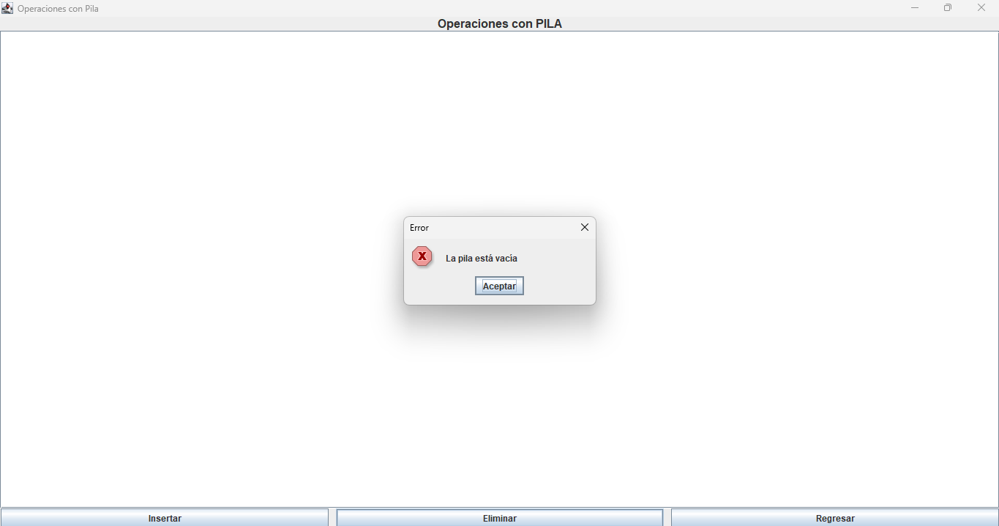 Operaciones con Pila
Operaciones con PILA
Error
La pila está vacía
Aceptar
Insertar
Eliminar
Regresar